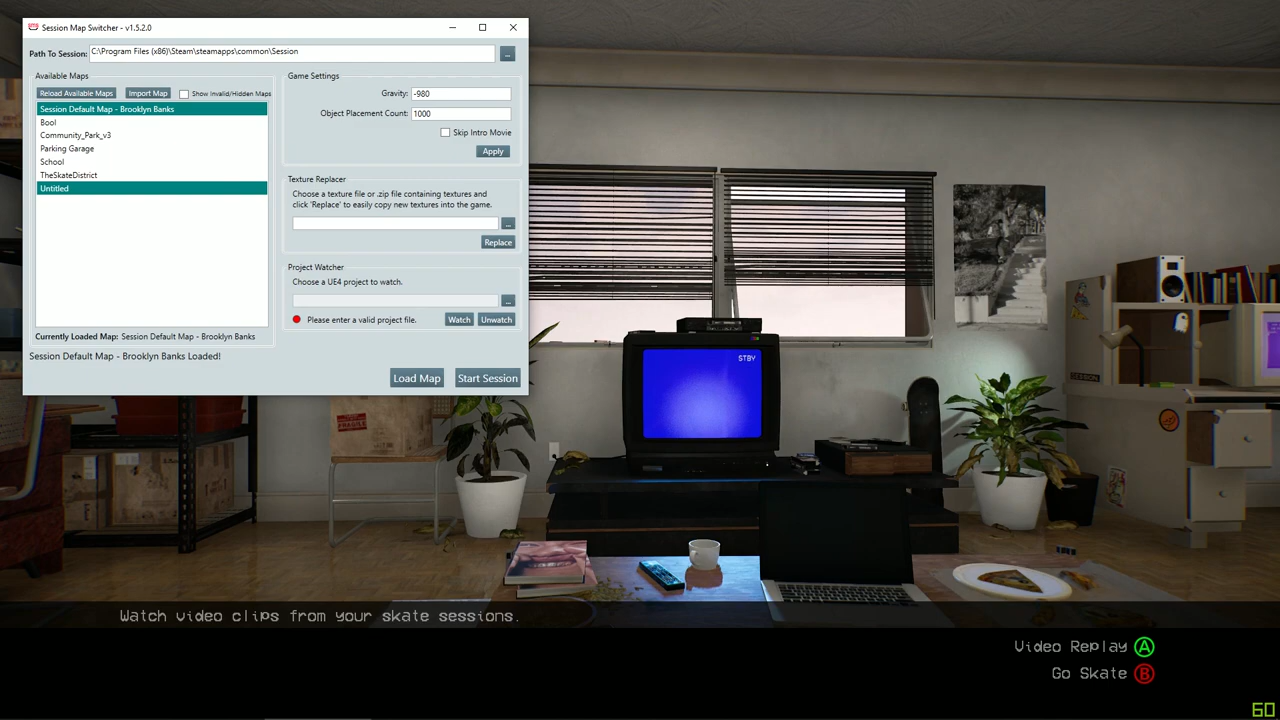 Session Map Switcher - v1.5.2.0
Path To Session: C:\Program Files (x86)\Steam\steamapps\common\Session
...
Available Maps
Reload Available Maps Import Map Show Invalid/Hidden Maps
Session Default Map - Brooklyn Banks
Bool
Community_Park_v3
Parking Garage
School
TheSkateDistrict
Untitled
Currently Loaded Map: Session Default Map - Brooklyn Banks
Session Default Map - Brooklyn Banks Loaded!
Game Settings
Gravity: -980
Object Placement Count: 1000
Skip Intro Movie
Apply
Texture Replacer
Choose a texture file or .zip file containing textures and
click 'Replace' to easily copy new textures into the game.
...
Replace
Project Watcher
Choose a UE4 project to watch.
...
Please enter a valid project file. Watch Unwatch
Load Map Start Session
STBY
FRAGILE
SESSION
Watch video clips from your skate sessions.
Video Replay A
Go Skate B
60